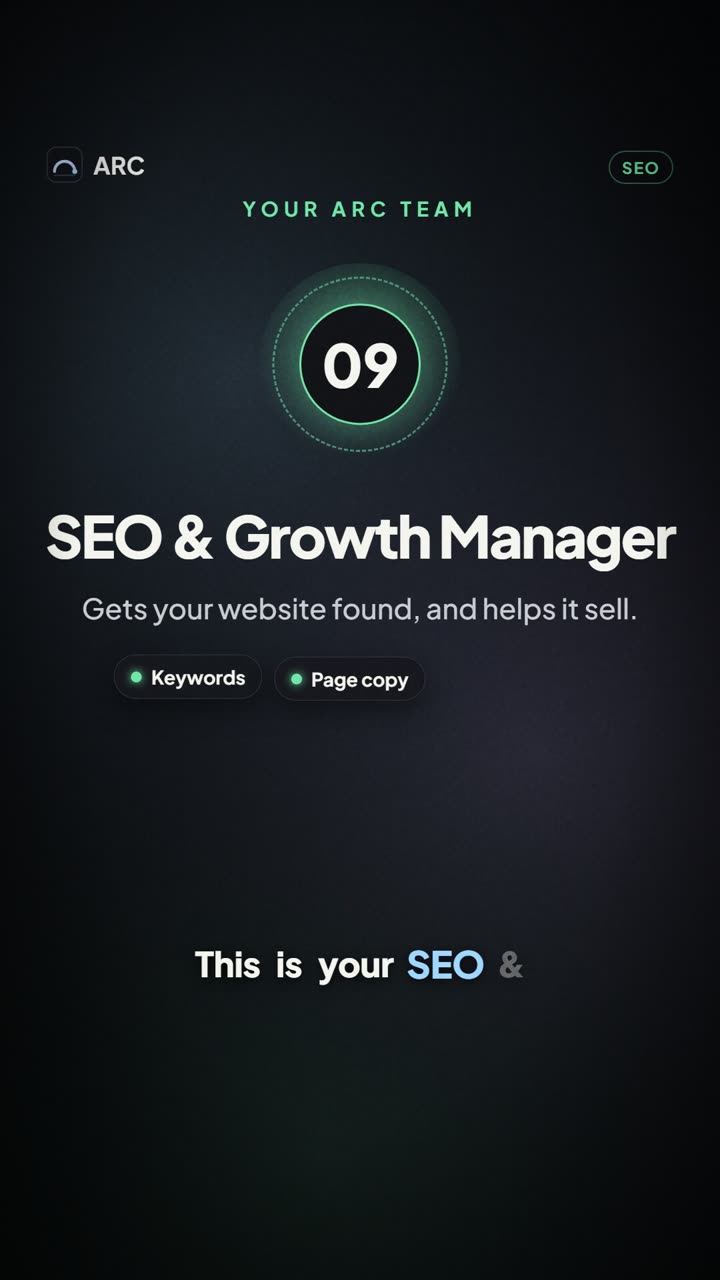 ARC
SEO
YOUR ARC TEAM
09
SEO & Growth Manager
Gets your website found, and helps it sell.
Keywords
Page copy
This is your SEO &